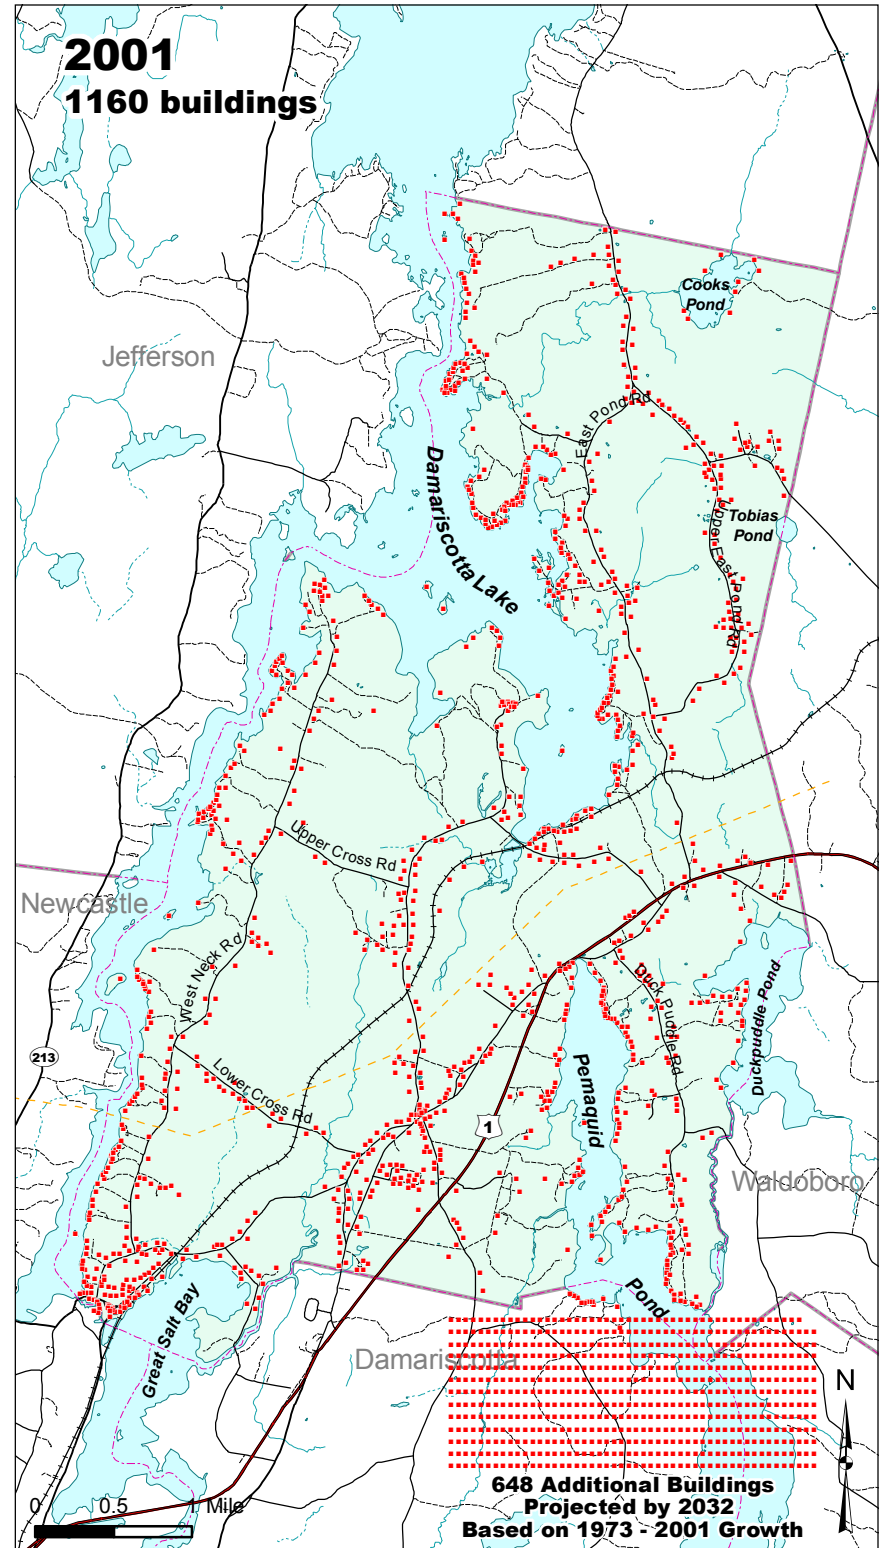 2001
1160 buildings
Cooks
Pond
Jefferson
East Pond Rd
Damariscotta Lake
Tobias
Pond
Upper East Pond Rd
Upper Cross Rd
Newcastle
West Neck Rd
Duck Puddle Rd
Duckpuddle Pond
213
Lower Cross Rd
Pemaquid
1
Waldoboro
Great Salt Bay
Pond
Damariscotta
N
648 Additional Buildings
Projected by 2032
Based on 1973 - 2001 Growth
0 0.5 1 Mile